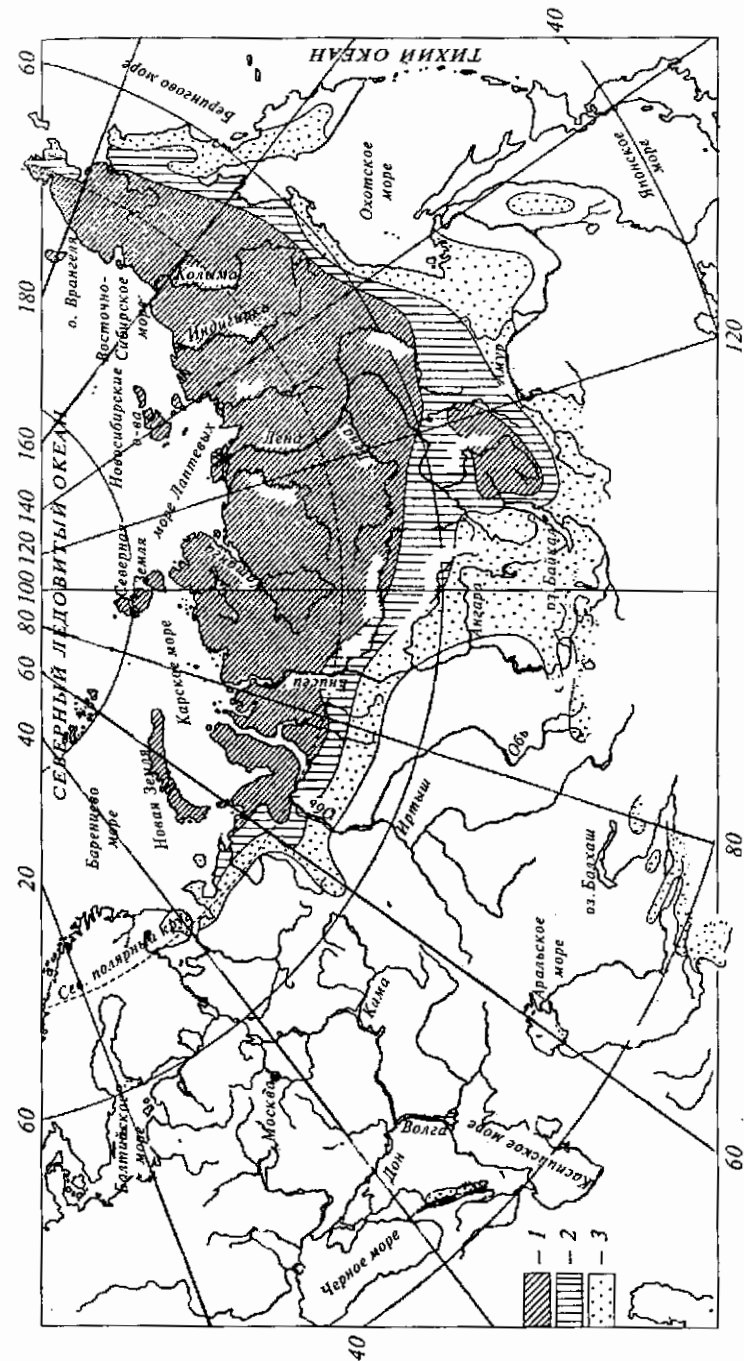 20
40
60
80
100
120
140
160
180
60
СЕВЕРНЫЙ ЛЕДОВИТЫЙ ОКЕАН
Баренцево
море
Новая Земля
Карское море
Северная
Земля
море Лаптевых
Новосибирские
о-ва
Восточно-
Сибирское
море
о. Врангеля
Берингово море
ТИХИЙ ОКЕАН
Сев. полярный круг
60
Балтийское
море
Москва
Кама
Волга
Дон
Черное море
Каспийское море
Аральское
море
оз. Балхаш
Обь
Иртыш
Обь
Енисей
Ангара
оз. Байкал
Лена
Индигирка
Колыма
Амур
Охотское
море
Японское
море
40
– 1
– 2
– 3
40
60
80
120